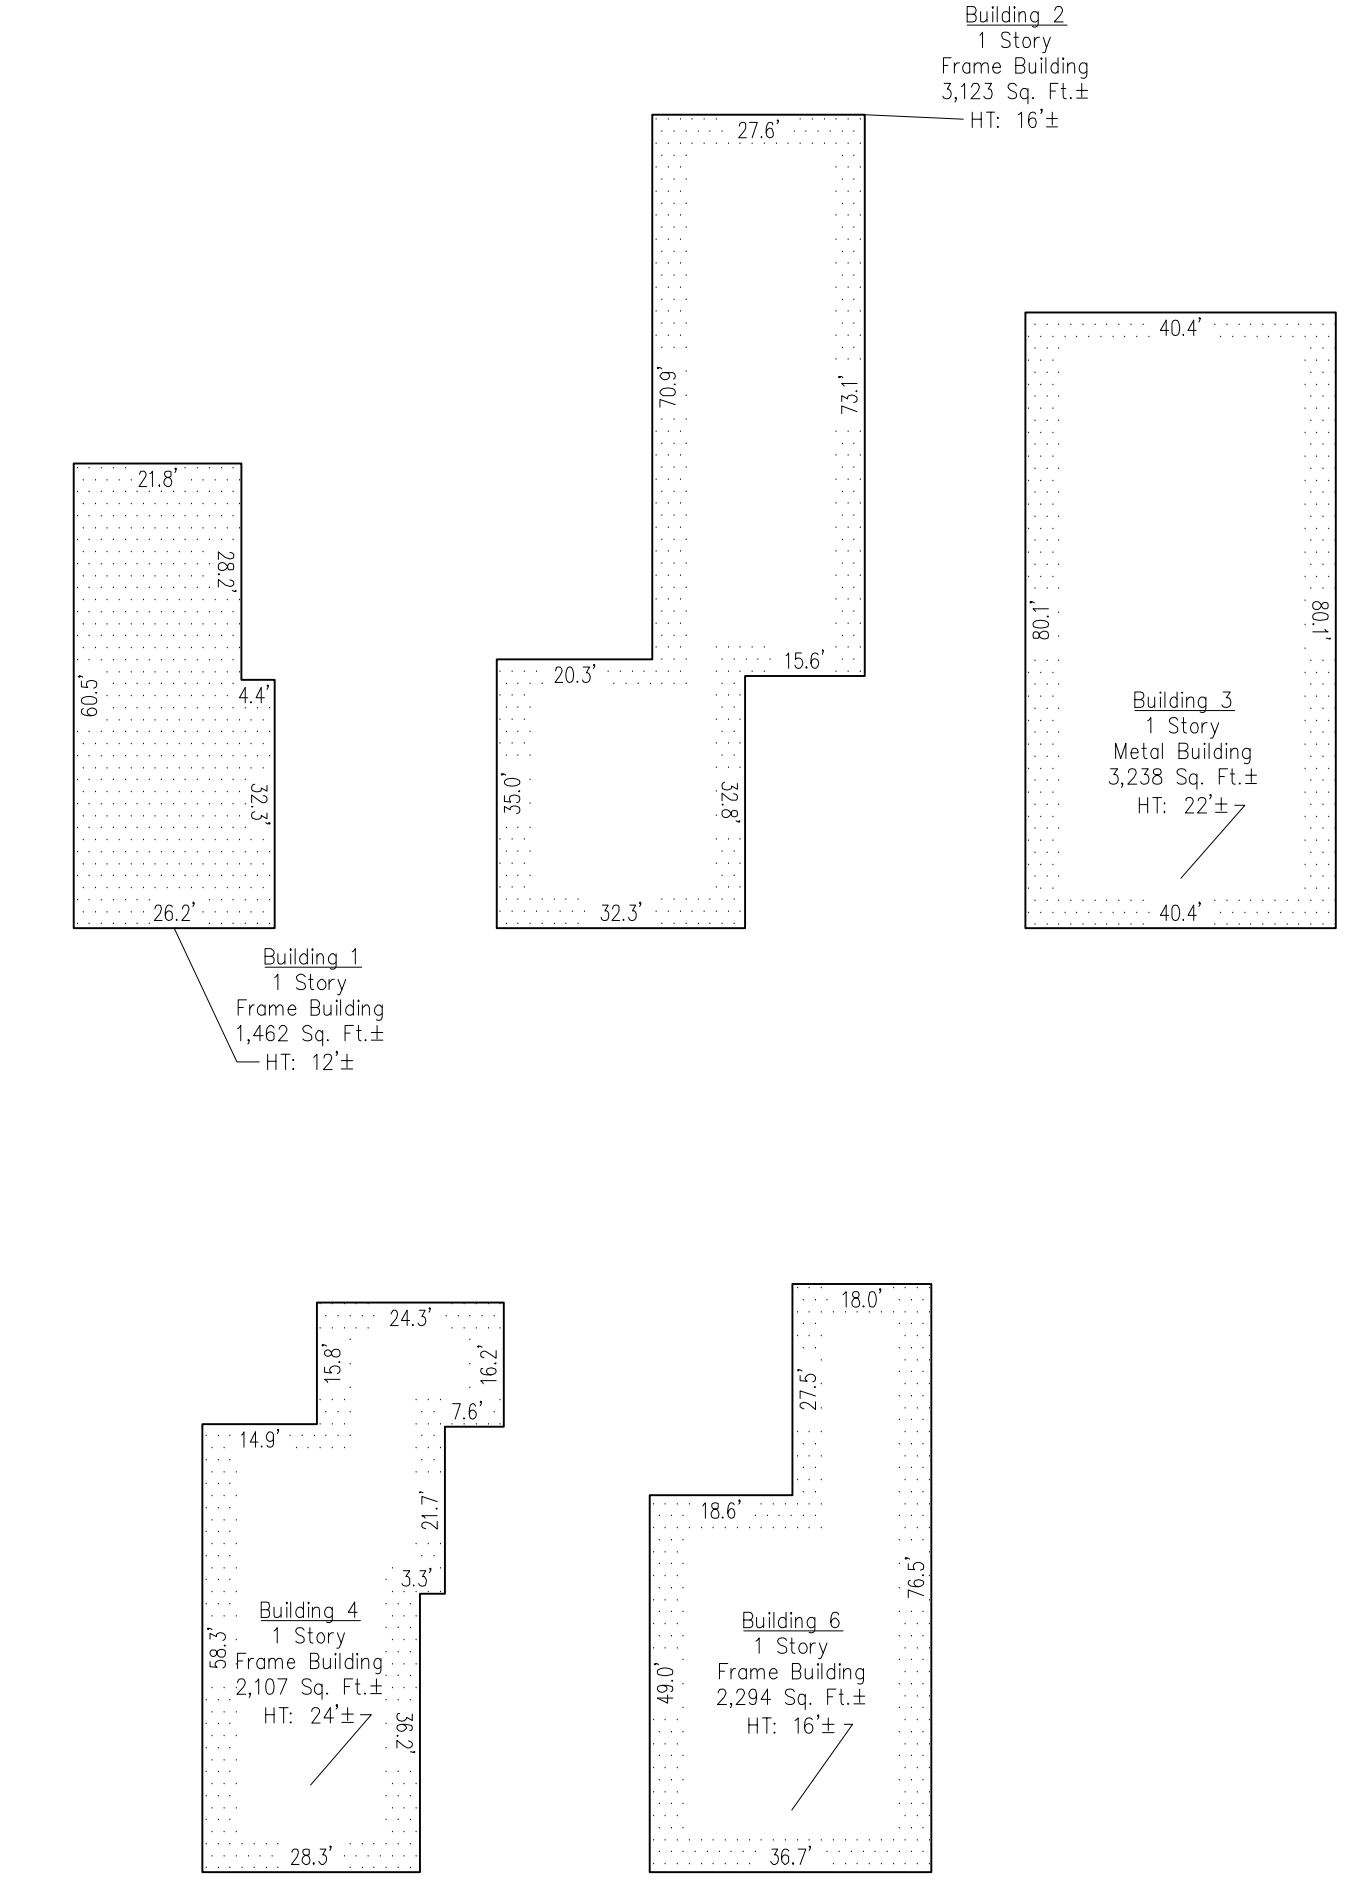 Building 2
1 Story
Frame Building
3,123 Sq. Ft.±
HT: 16'±
27.6'
70.9'
73.1'
20.3'
15.6'
35.0'
32.8'
32.3'
21.8'
28.2'
60.5'
4.4'
32.3'
26.2'
Building 1
1 Story
Frame Building
1,462 Sq. Ft.±
HT: 12'±
40.4'
80.1'
80.1'
Building 3
1 Story
Metal Building
3,238 Sq. Ft.±
HT: 22'±
40.4'
24.3'
15.8'
16.2'
7.6'
14.9'
21.7'
3.3'
58.3'
Building 4
1 Story
Frame Building
2,107 Sq. Ft.±
HT: 24'±
36.2'
28.3'
18.0'
27.5'
18.6'
76.5'
49.0'
Building 6
1 Story
Frame Building
2,294 Sq. Ft.±
HT: 16'±
36.7'